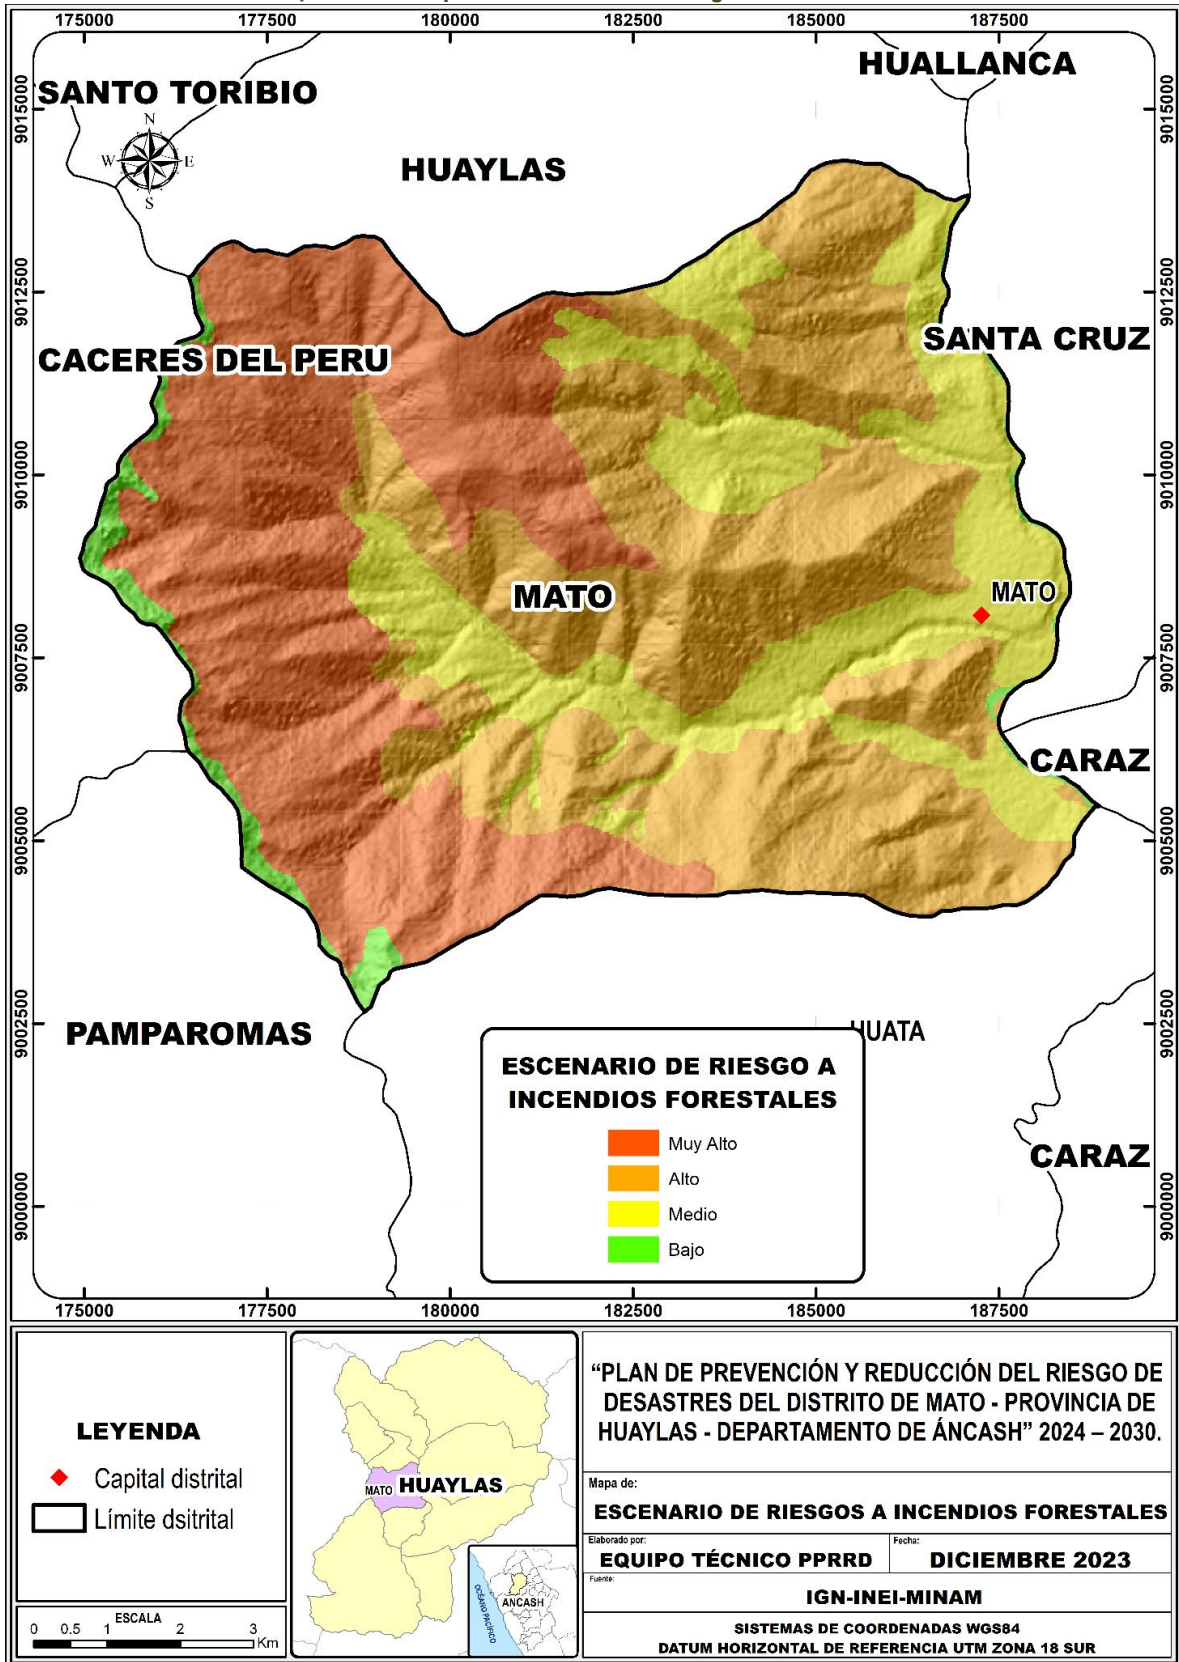 175000 177500 180000 182500 185000 187500
HUALLANCA
SANTO TORIBIO
9015000
9015000
N
W E
S
HUAYLAS
9012500
9012500
SANTA CRUZ
CACERES DEL PERU
9010000
9010000
MATO
MATO
9007500
9007500
CARAZ
9005000
9005000
PAMPAROMAS
HUATA
9002500
9002500
ESCENARIO DE RIESGO A
INCENDIOS FORESTALES
Muy Alto
Alto
Medio
Bajo
CARAZ
9000000
9000000
175000 177500 180000 182500 185000 187500
LEYENDA
Capital distrital
Límite dsitrital
ESCALA
0 0.5 1 2 3
Km
MATO HUAYLAS
OCÉANO PACÍFICO
ANCASH
“PLAN DE PREVENCIÓN Y REDUCCIÓN DEL RIESGO DE
DESASTRES DEL DISTRITO DE MATO - PROVINCIA DE
HUAYLAS - DEPARTAMENTO DE ÁNCASH” 2024 – 2030.
Mapa de:
ESCENARIO DE RIESGOS A INCENDIOS FORESTALES
Elaborado por:
EQUIPO TÉCNICO PPRRD
Fecha:
DICIEMBRE 2023
Fuente:
IGN-INEI-MINAM
SISTEMAS DE COORDENADAS WGS84
DATUM HORIZONTAL DE REFERENCIA UTM ZONA 18 SUR